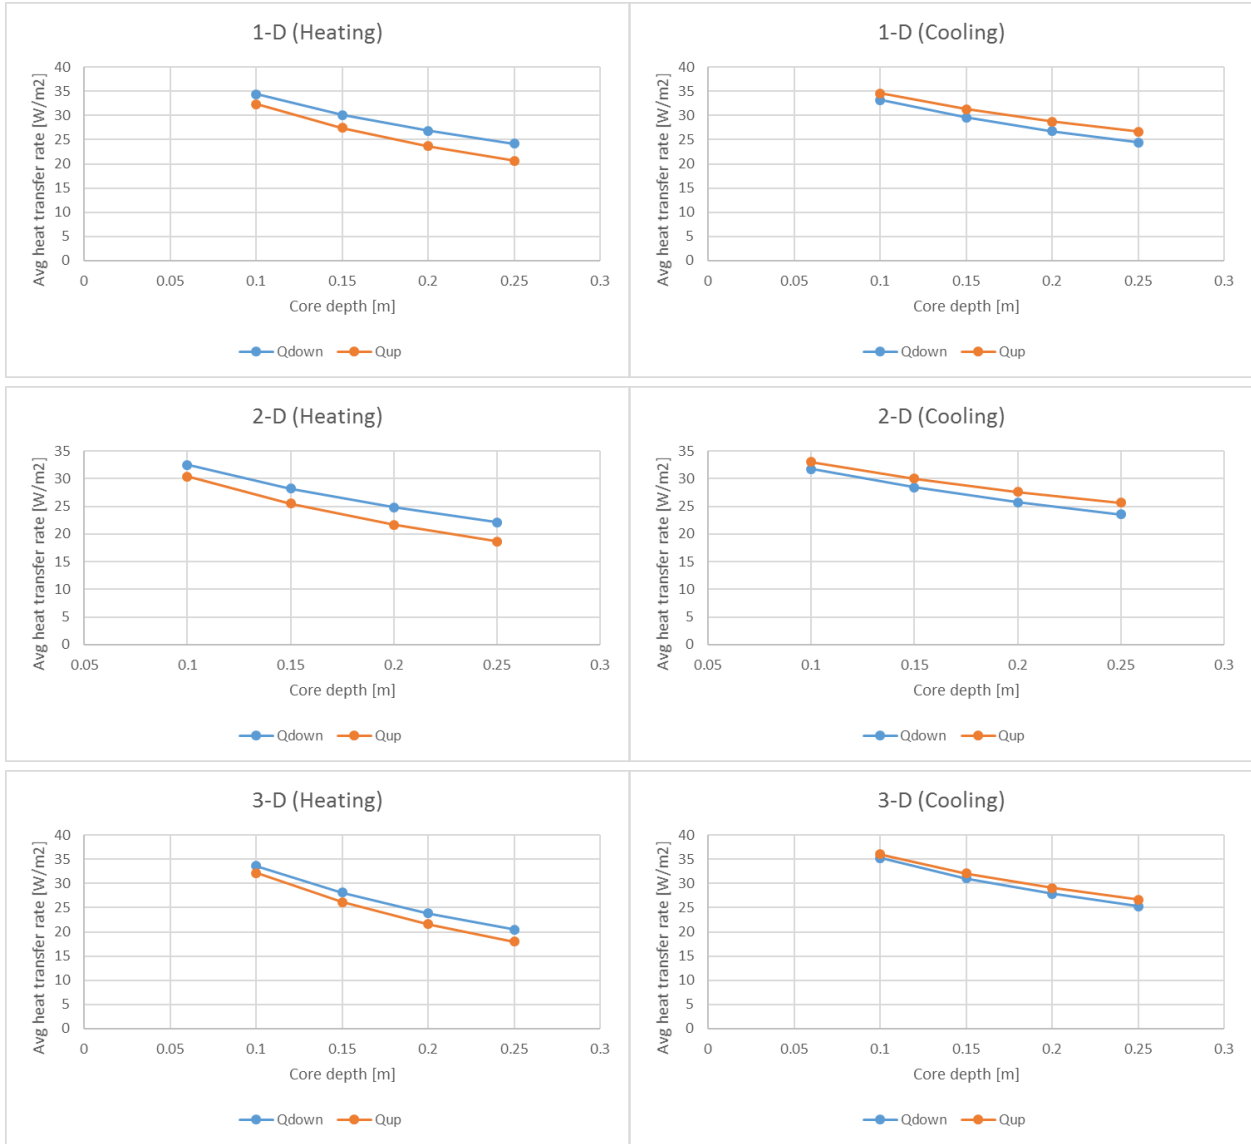 1-D (Heating)
Avg heat transfer rate [W/m2]
40
35
30
25
20
15
10
5
0
0 0.05 0.1 0.15 0.2 0.25 0.3
Core depth [m]
Qdown Qup
1-D (Cooling)
Avg heat transfer rate [W/m2]
40
35
30
25
20
15
10
5
0
0 0.05 0.1 0.15 0.2 0.25 0.3
Core depth [m]
Qdown Qup
2-D (Heating)
Avg heat transfer rate [W/m2]
35
30
25
20
15
10
5
0
0.05 0.1 0.15 0.2 0.25 0.3
Core depth [m]
Qdown Qup
2-D (Cooling)
Avg heat transfer rate [W/m2]
35
30
25
20
15
10
5
0
0.05 0.1 0.15 0.2 0.25 0.3
Core depth [m]
Qdown Qup
3-D (Heating)
Avg heat transfer rate [W/m2]
40
35
30
25
20
15
10
5
0
0 0.05 0.1 0.15 0.2 0.25 0.3
Core depth [m]
Qdown Qup
3-D (Cooling)
Avg heat transfer rate [W/m2]
40
35
30
25
20
15
10
5
0
0 0.05 0.1 0.15 0.2 0.25 0.3
Core depth [m]
Qdown Qup